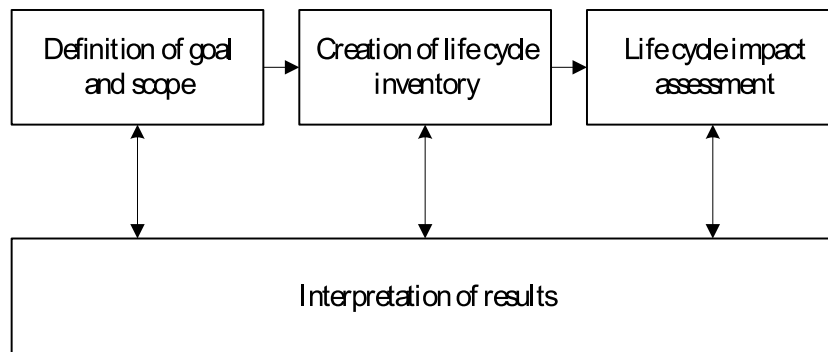 Definition of goal
and scope
Creation of life cycle
inventory
Life cycle impact
assessment
Interpretation of results